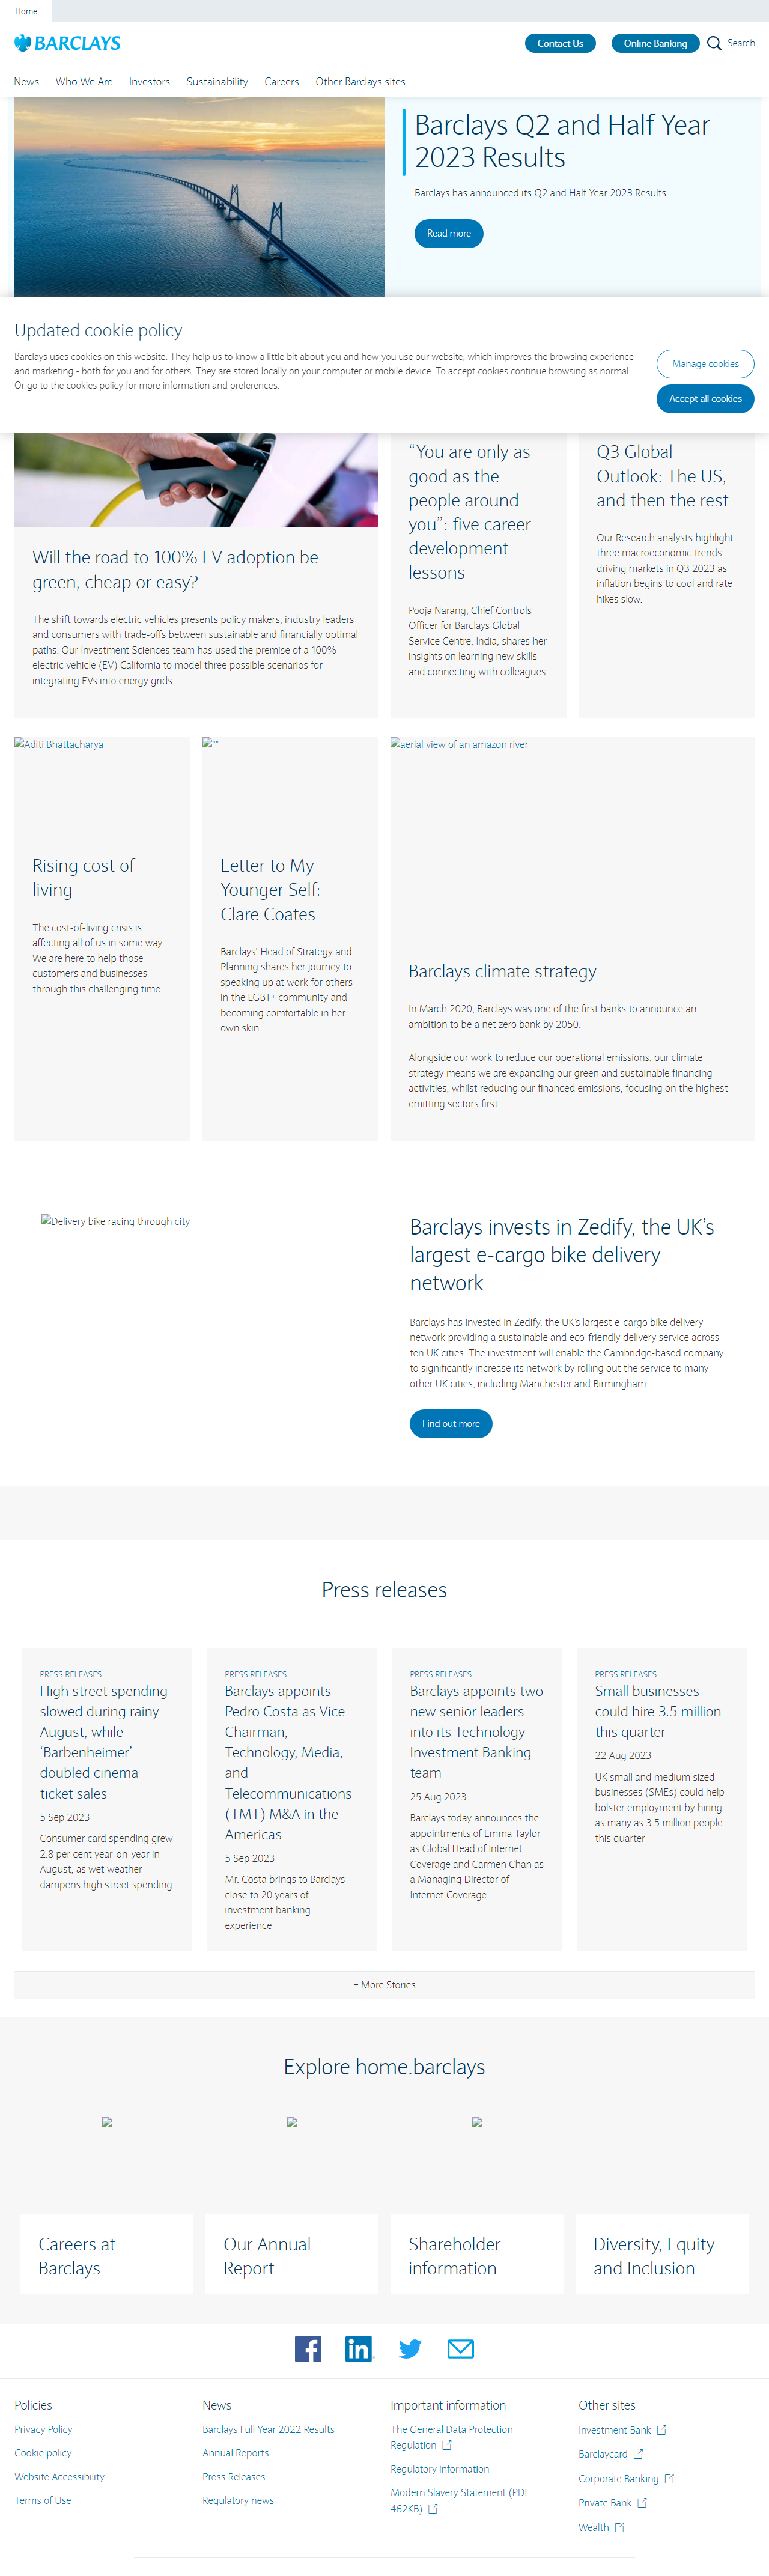 Home
BARCLAYS
Contact Us
Online Banking
Search
News
Who We Are
Investors
Sustainability
Careers
Other Barclays sites
Barclays Q2 and Half Year
2023 Results
Barclays has announced its Q2 and Half Year 2023 Results.
Read more
Updated cookie policy
Barclays uses cookies on this website. They help us to know a little bit about you and how you use our website, which improves the browsing experience
and marketing - both for you and for others. They are stored locally on your computer or mobile device. To accept cookies continue browsing as normal.
Or go to the cookies policy for more information and preferences.
Manage cookies
Accept all cookies
Will the road to 100% EV adoption be
green, cheap or easy?
The shift towards electric vehicles presents policy makers, industry leaders
and consumers with trade-offs between sustainable and financially optimal
paths. Our Investment Sciences team has used the premise of a 100%
electric vehicle (EV) California to model three possible scenarios for
integrating EVs into energy grids.
“You are only as
good as the
people around
you”: five career
development
lessons
Pooja Narang, Chief Controls
Officer for Barclays Global
Service Centre, India, shares her
insights on learning new skills
and connecting with colleagues.
Q3 Global
Outlook: The US,
and then the rest
Our Research analysts highlight
three macroeconomic trends
driving markets in Q3 2023 as
inflation begins to cool and rate
hikes slow.
Aditi Bhattacharya
Rising cost of
living
The cost-of-living crisis is
affecting all of us in some way.
We are here to help those
customers and businesses
through this challenging time.
""
Letter to My
Younger Self:
Clare Coates
Barclays' Head of Strategy and
Planning shares her journey to
speaking up at work for others
in the LGBT+ community and
becoming comfortable in her
own skin.
aerial view of an amazon river
Barclays climate strategy
In March 2020, Barclays was one of the first banks to announce an
ambition to be a net zero bank by 2050.
Alongside our work to reduce our operational emissions, our climate
strategy means we are expanding our green and sustainable financing
activities, whilst reducing our financed emissions, focusing on the highest-
emitting sectors first.
Delivery bike racing through city
Barclays invests in Zedify, the UK’s
largest e-cargo bike delivery
network
Barclays has invested in Zedify, the UK’s largest e-cargo bike delivery
network providing a sustainable and eco-friendly delivery service across
ten UK cities. The investment will enable the Cambridge-based company
to significantly increase its network by rolling out the service to many
other UK cities, including Manchester and Birmingham.
Find out more
Press releases
PRESS RELEASES
High street spending
slowed during rainy
August, while
‘Barbenheimer’
doubled cinema
ticket sales
5 Sep 2023
Consumer card spending grew
2.8 per cent year-on-year in
August, as wet weather
dampens high street spending
PRESS RELEASES
Barclays appoints
Pedro Costa as Vice
Chairman,
Technology, Media,
and
Telecommunications
(TMT) M&A in the
Americas
5 Sep 2023
Mr. Costa brings to Barclays
close to 20 years of
investment banking
experience
PRESS RELEASES
Barclays appoints two
new senior leaders
into its Technology
Investment Banking
team
25 Aug 2023
Barclays today announces the
appointments of Emma Taylor
as Global Head of Internet
Coverage and Carmen Chan as
a Managing Director of
Internet Coverage.
PRESS RELEASES
Small businesses
could hire 3.5 million
this quarter
22 Aug 2023
UK small and medium sized
businesses (SMEs) could help
bolster employment by hiring
as many as 3.5 million people
this quarter
+ More Stories
Explore home.barclays
Careers at
Barclays
Our Annual
Report
Shareholder
information
Diversity, Equity
and Inclusion
Policies
Privacy Policy
Cookie policy
Website Accessibility
Terms of Use
News
Barclays Full Year 2022 Results
Annual Reports
Press Releases
Regulatory news
Important information
The General Data Protection
Regulation
Regulatory information
Modern Slavery Statement (PDF
462KB)
Other sites
Investment Bank
Barclaycard
Corporate Banking
Private Bank
Wealth